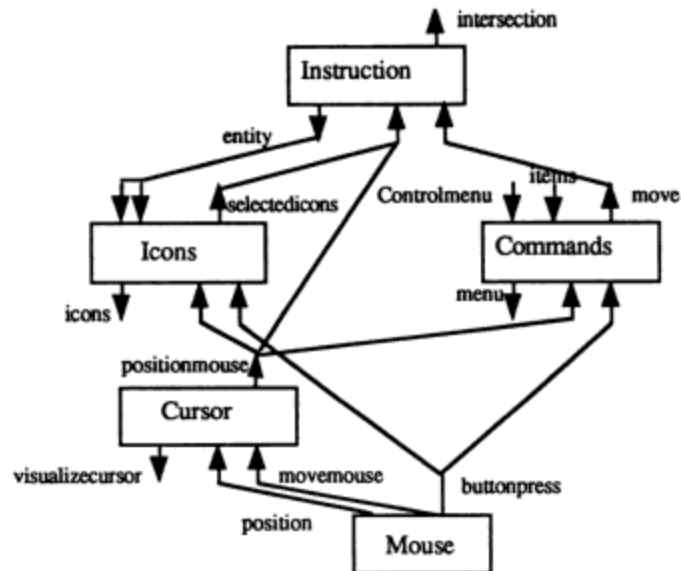 intersection
Instruction
entity
items
selectedicons
Controlmenu
move
Icons
Commands
icons
menu
positionmouse
Cursor
visualizecursor
movemouse
buttonpress
position
Mouse